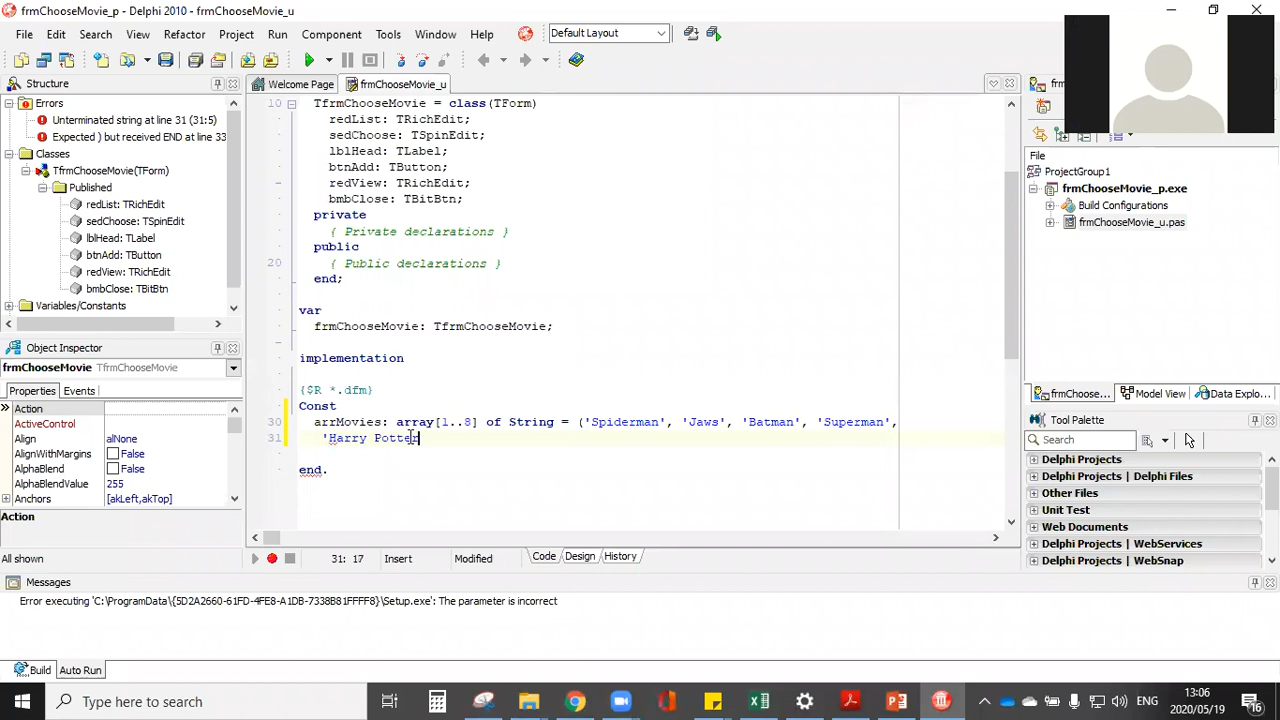 frmChooseMovie_p - Delphi 2010 - frmChooseMovie_u
File Edit Search View Refactor Project Run Component Tools Window Help Default Layout
Structure
Errors
Unterminated string at line 31 (31:5)
Expected ) but received END at line 33
Classes
TfrmChooseMovie(TForm)
Published
redList: TRichEdit
sedChoose: TSpinEdit
lblHead: TLabel
btnAdd: TButton
redView: TRichEdit
bmbClose: TBitBtn
Variables/Constants
Object Inspector
frmChooseMovie TfrmChooseMovie
Properties Events
Action
ActiveControl
Align alNone
AlignWithMargins False
AlphaBlend False
AlphaBlendValue 255
Anchors [akLeft,akTop]
Action
All shown
Welcome Page frmChooseMovie_u
10 TfrmChooseMovie = class(TForm)
redList: TRichEdit;
sedChoose: TSpinEdit;
lblHead: TLabel;
btnAdd: TButton;
redView: TRichEdit;
bmbClose: TBitBtn;
private
{ Private declarations }
public
20 { Public declarations }
end;
var
frmChooseMovie: TfrmChooseMovie;
implementation
{$R *.dfm}
Const
30 arrMovies: array[1..8] of String = ('Spiderman', 'Jaws', 'Batman', 'Superman',
31 'Harry Potter
end.
31: 17 Insert Modified Code Design History
File
ProjectGroup1
frmChooseMovie_p.exe
Build Configurations
frmChooseMovie_u.pas
frmChoose... Model View Data Explo...
Tool Palette
Search
Delphi Projects
Delphi Projects | Delphi Files
Other Files
Unit Test
Web Documents
Delphi Projects | WebServices
Delphi Projects | WebSnap
Messages
Error executing 'C:\ProgramData\{5D2A2660-61FD-4FE8-A1DB-7338B81FFFF8}\Setup.exe': The parameter is incorrect
Build Auto Run
Type here to search
ENG
13:06
2020/05/19
16